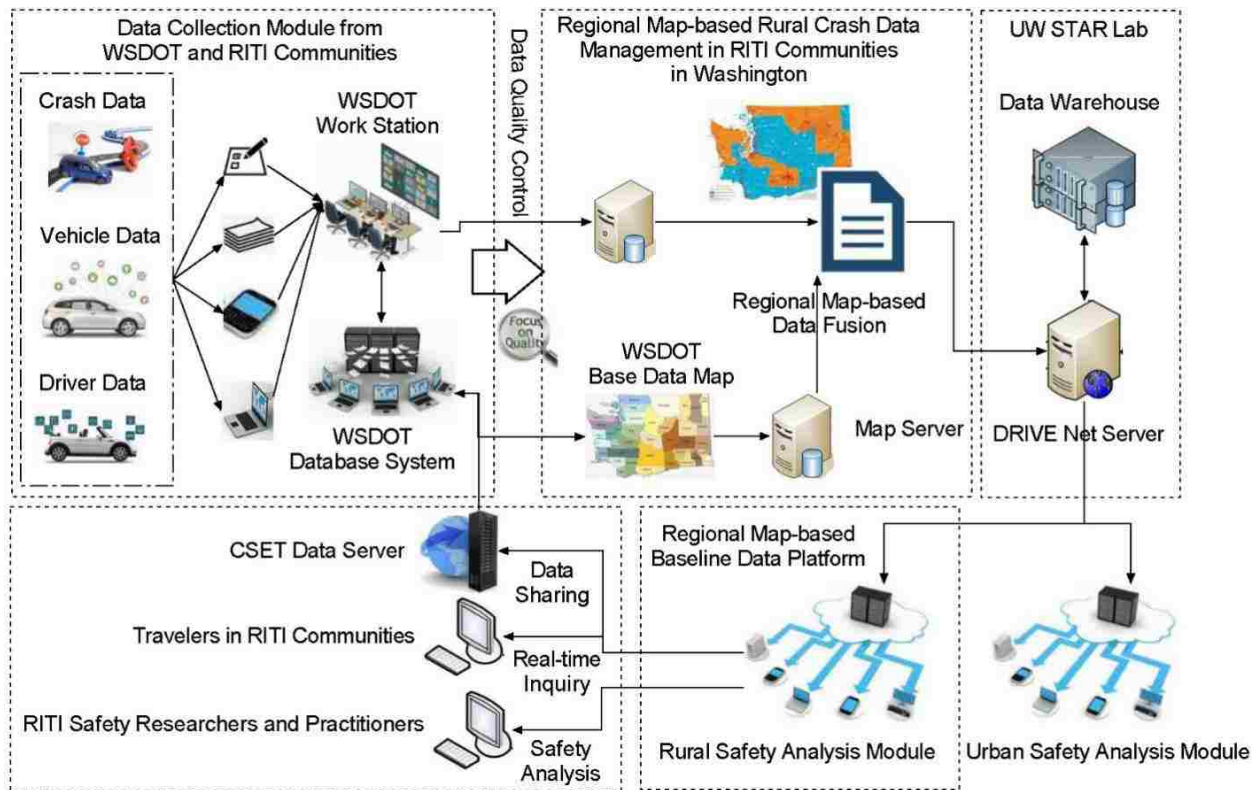 Data Collection Module from
WSDOT and RITI Communities
Crash Data
Vehicle Data
Driver Data
WSDOT
Work Station
WSDOT
Database System
Data Quality Control
Focus
on
Quality
Regional Map-based Rural Crash Data
Management in RITI Communities
in Washington
Regional Map-based
Data Fusion
WSDOT
Base Data Map
Map Server
UW STAR Lab
Data Warehouse
DRIVE Net Server
CSET Data Server
Data
Sharing
Travelers in RITI Communities
Real-time
Inquiry
RITI Safety Researchers and Practitioners
Safety
Analysis
Regional Map-based
Baseline Data Platform
Rural Safety Analysis Module
Urban Safety Analysis Module